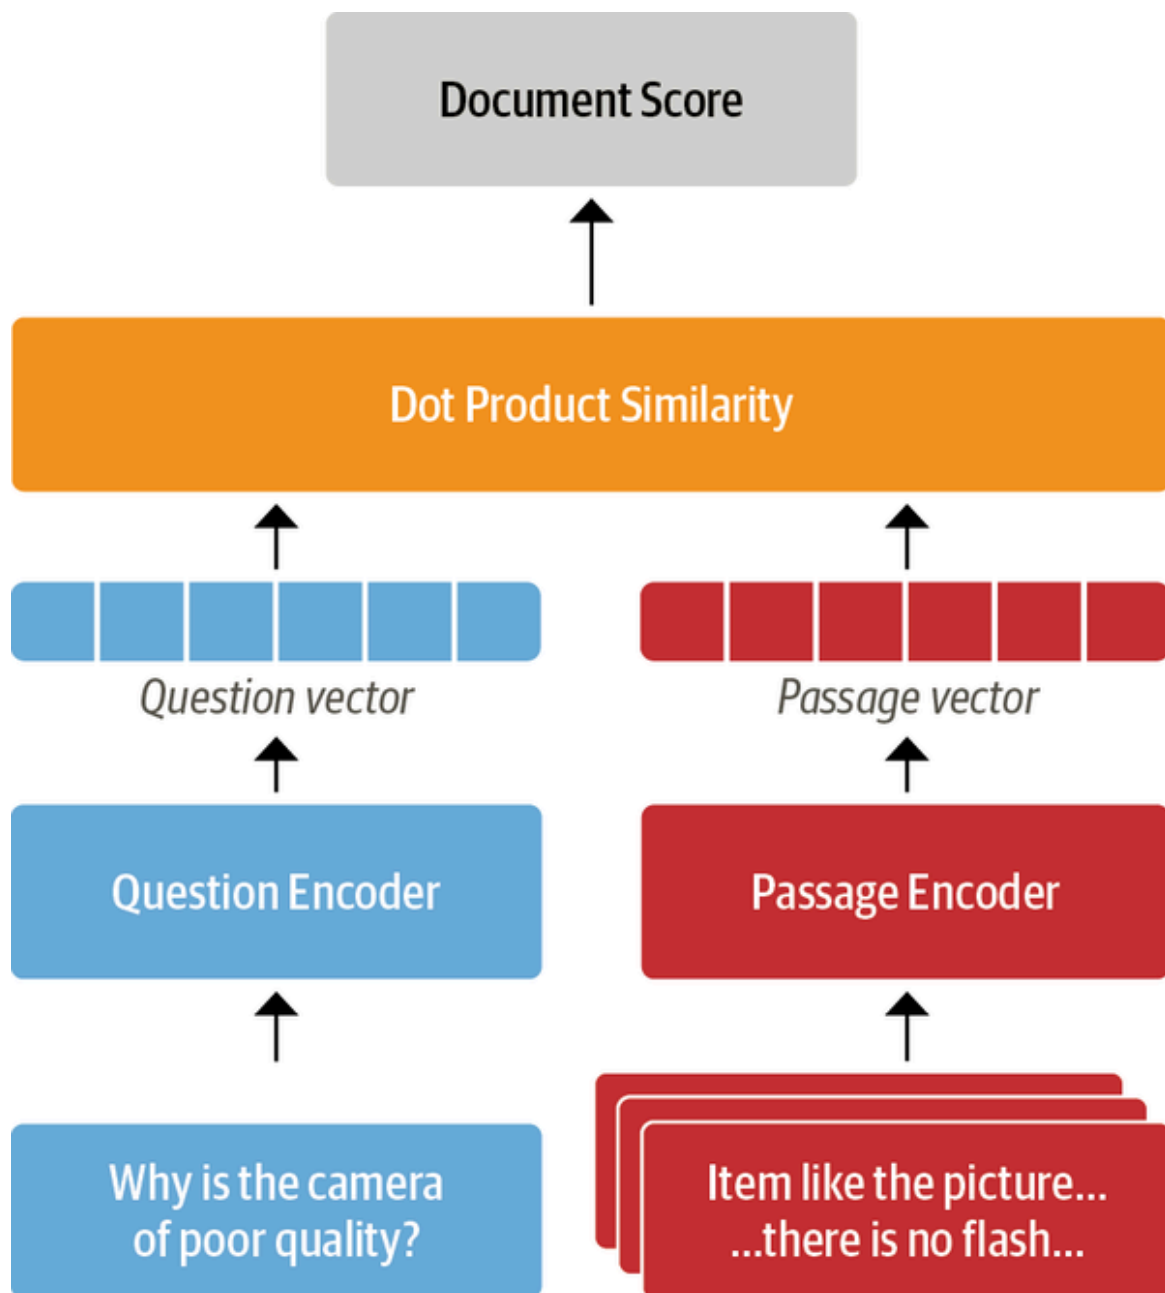 Document Score
Dot Product Similarity
Question vector
Passage vector
Question Encoder
Passage Encoder
Why is the camera
of poor quality?
Item like the picture...
...there is no flash...